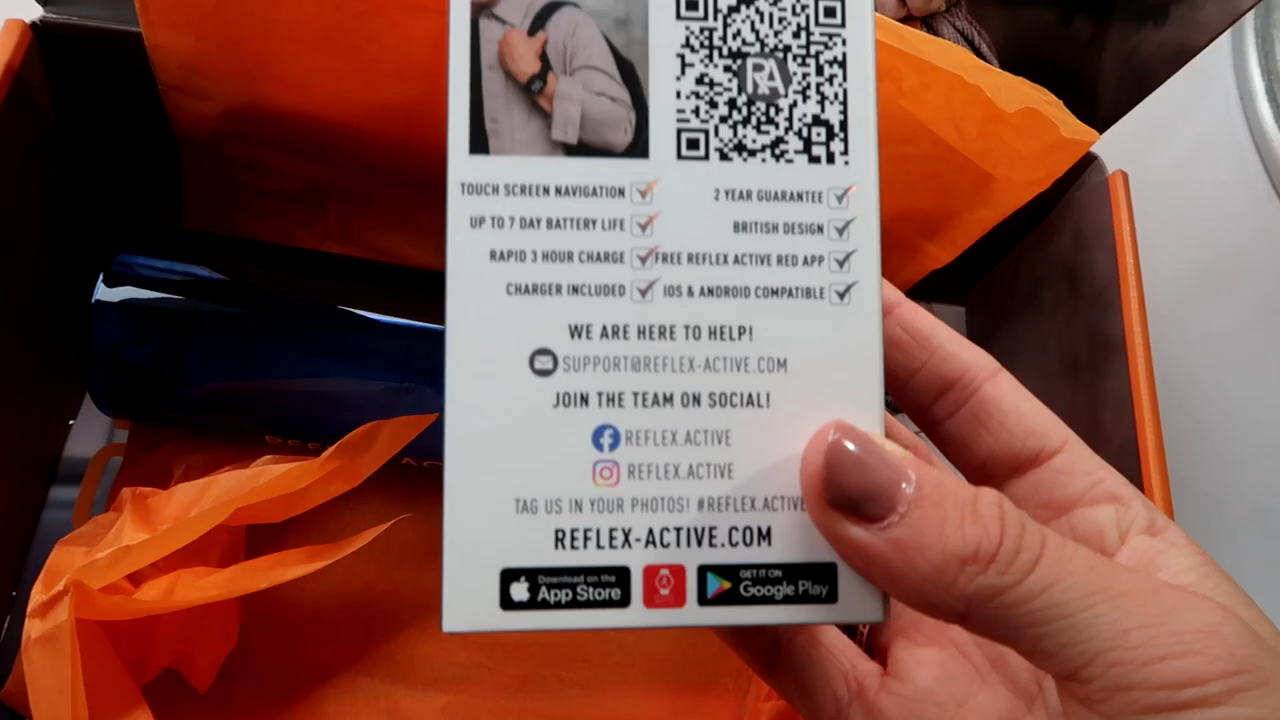 RA
TOUCH SCREEN NAVIGATION
2 YEAR GUARANTEE
UP TO 7 DAY BATTERY LIFE
BRITISH DESIGN
RAPID 3 HOUR CHARGE
FREE REFLEX ACTIVE RED APP
CHARGER INCLUDED
IOS & ANDROID COMPATIBLE
WE ARE HERE TO HELP!
SUPPORT@REFLEX-ACTIVE.COM
JOIN THE TEAM ON SOCIAL!
REFLEX.ACTIVE
REFLEX.ACTIVE
TAG US IN YOUR PHOTOS! #REFLEX.ACTIVE
REFLEX-ACTIVE.COM
Download on the
App Store
GET IT ON
Google Play